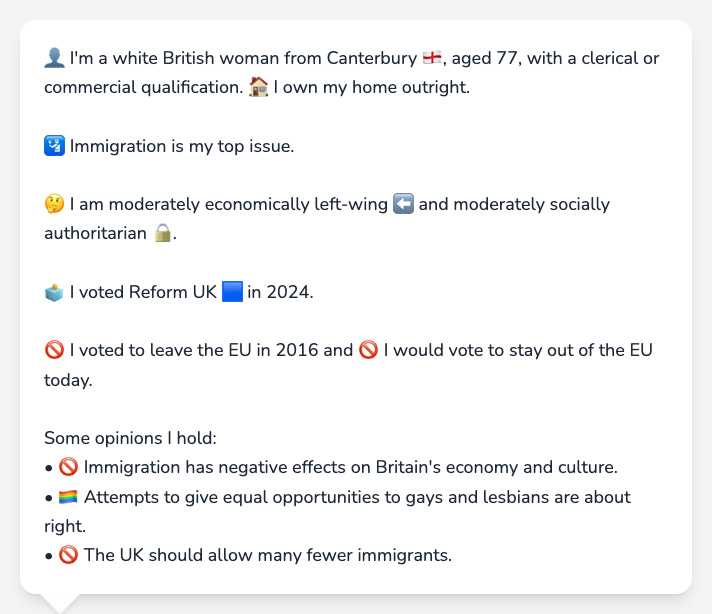 👤 I'm a white British woman from Canterbury 🏴󠁧󠁢󠁥󠁮󠁧󠁿, aged 77, with a clerical or
commercial qualification. 🏠 I own my home outright.
🛂 Immigration is my top issue.
🤔 I am moderately economically left-wing ⬅️ and moderately socially
authoritarian 🔒.
🗳️ I voted Reform UK 🟦 in 2024.
🚫 I voted to leave the EU in 2016 and 🚫 I would vote to stay out of the EU
today.
Some opinions I hold:
• 🚫 Immigration has negative effects on Britain's economy and culture.
• 🏳️‍🌈 Attempts to give equal opportunities to gays and lesbians are about
right.
• 🚫 The UK should allow many fewer immigrants.